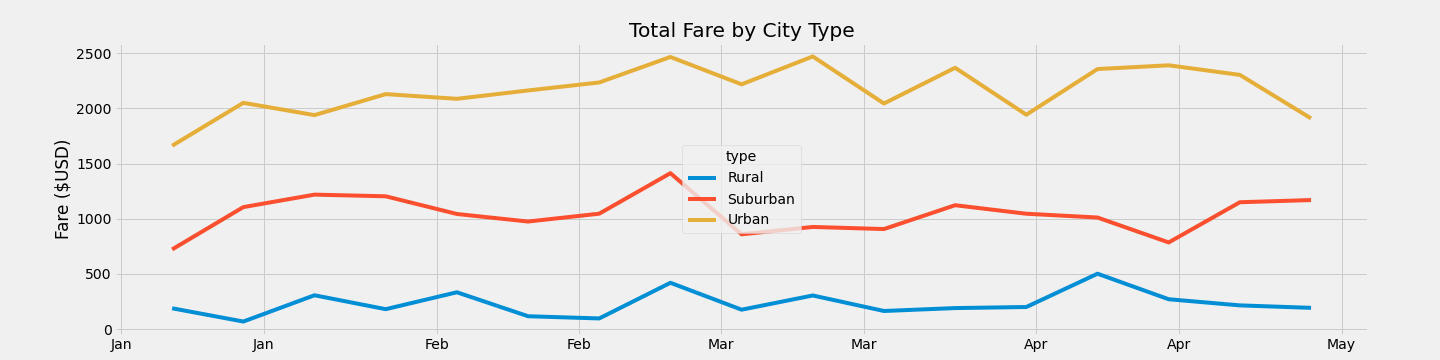 Total Fare by City Type
Fare ($USD)
2500
2000
1500
1000
500
0
type
Rural
Suburban
Urban
Jan Jan Feb Feb Mar Mar Apr Apr May